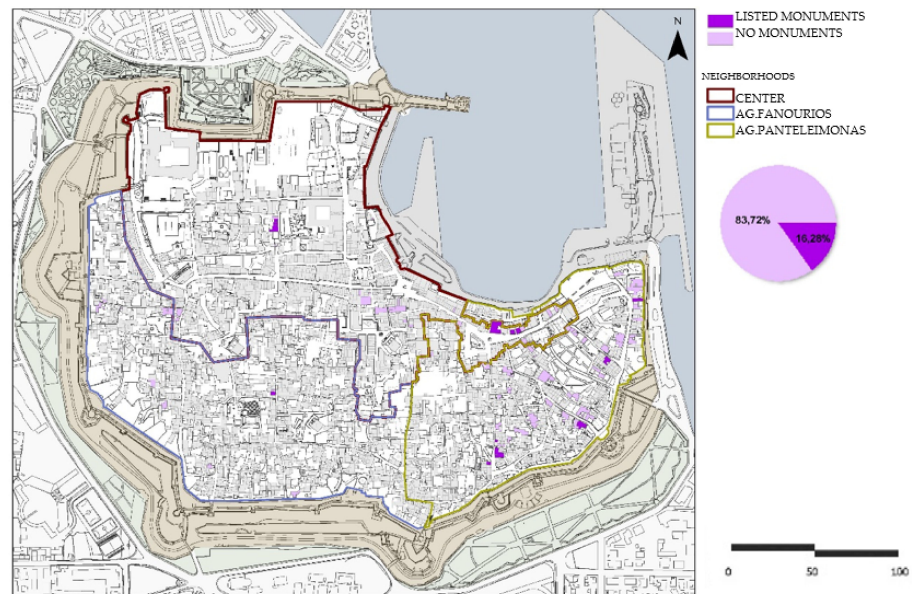 N
LISTED MONUMENTS
NO MONUMENTS
NEIGHBORHOODS
CENTER
AG.FANOURIOS
AG.PANTELEIMONAS
83,72%
16,28%
0 50 100